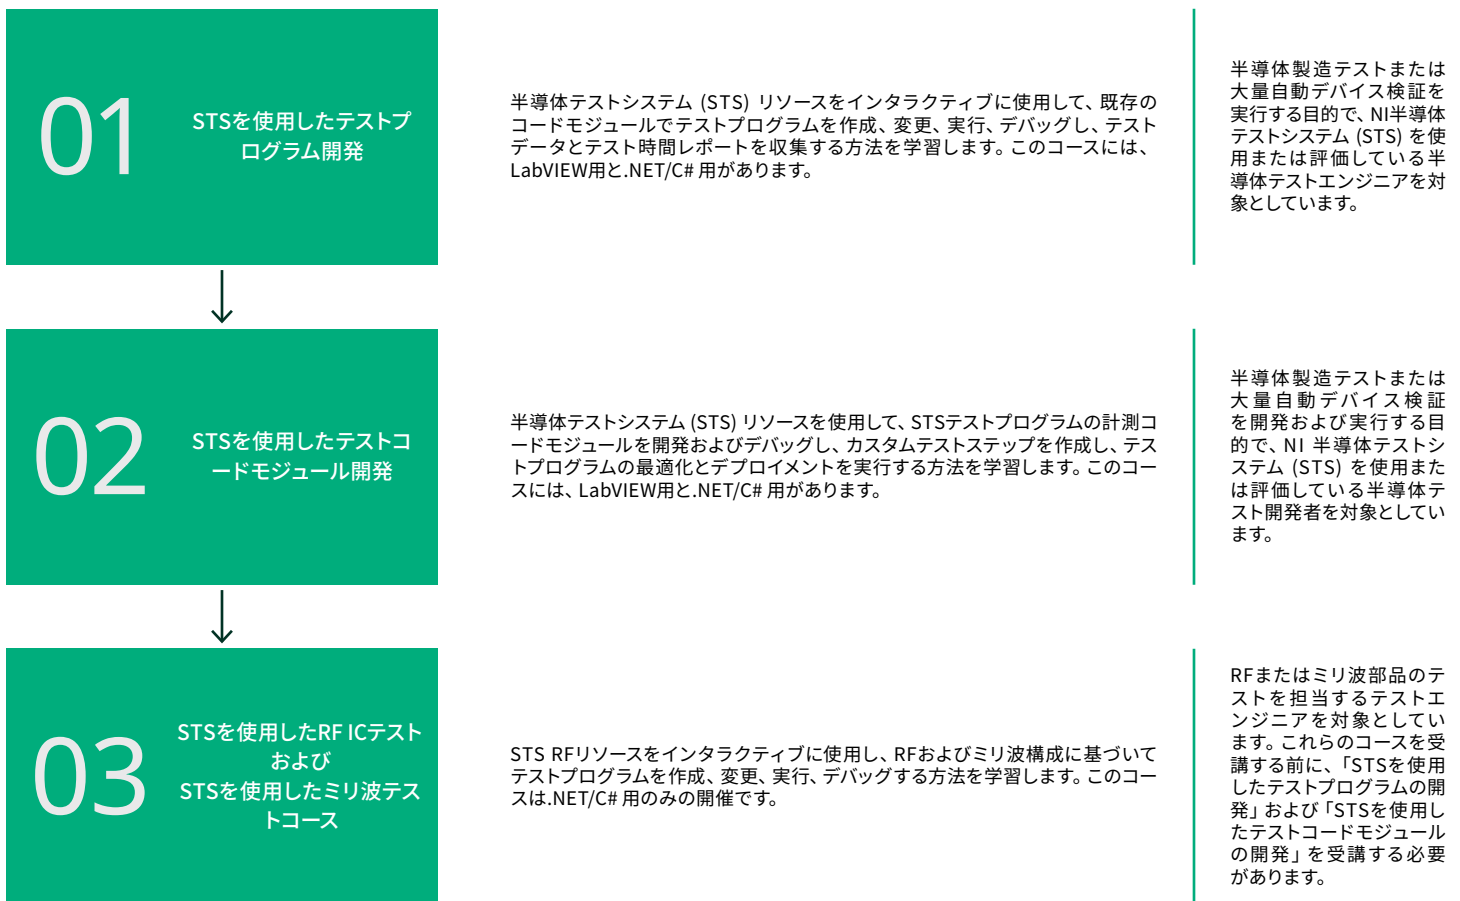 01
STSを使用したテストプ
ログラム開発
半導体テストシステム (STS) リソースをインタラクティブに使用して、既存の
コードモジュールでテストプログラムを作成、変更、実行、デバッグし、テスト
データとテスト時間レポートを収集する方法を学習します。このコースには、
LabVIEW用と.NET/C# 用があります。
半導体製造テストまたは
大量自動デバイス検証を
実行する目的で、NI半導体
テストシステム (STS) を使
用または評価している半
導体テストエンジニアを対
象としています。
02
STSを使用したテストコ
ードモジュール開発
半導体テストシステム (STS) リソースを使用して、STSテストプログラムの計測コ
ードモジュールを開発およびデバッグし、カスタムテストステップを作成し、テス
トプログラムの最適化とデプロイメントを実行する方法を学習します。このコー
スには、LabVIEW用と.NET/C# 用があります。
半導体製造テストまたは
大量自動デバイス検証
を開発および実行する目
的で、NI 半導体テストシ
ステム (STS) を使用また
は評価している半導体テ
スト開発者を対象としてい
ます。
03
STSを使用したRF ICテスト
および
STSを使用したミリ波テス
トコース
STS RFリソースをインタラクティブに使用し、RFおよびミリ波構成に基づいて
テストプログラムを作成、変更、実行、デバッグする方法を学習します。このコー
スは.NET/C# 用のみの開催です。
RFまたはミリ波部品のテ
ストを担当するテストエ
ンジニアを対象としてい
ます。これらのコースを受
講する前に、「STSを使用
したテストプログラムの開
発」および「STSを使用し
たテストコードモジュール
の開発」を受講する必要
があります。